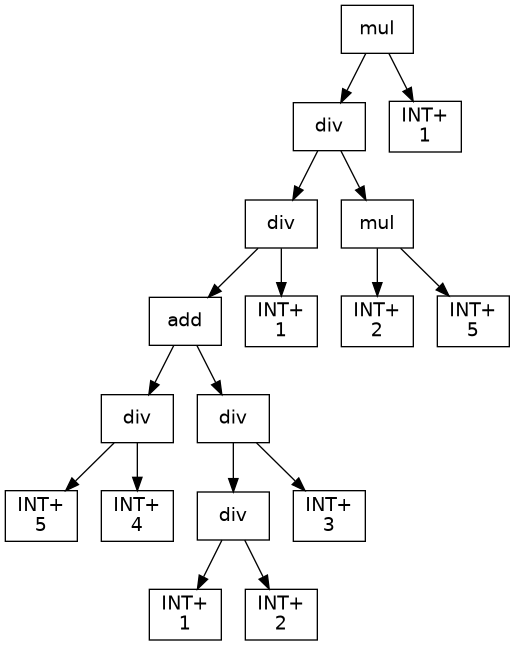 mul
div
INT+
1
div
mul
add
INT+
1
INT+
2
INT+
5
div
div
INT+
5
INT+
4
div
INT+
3
INT+
1
INT+
2